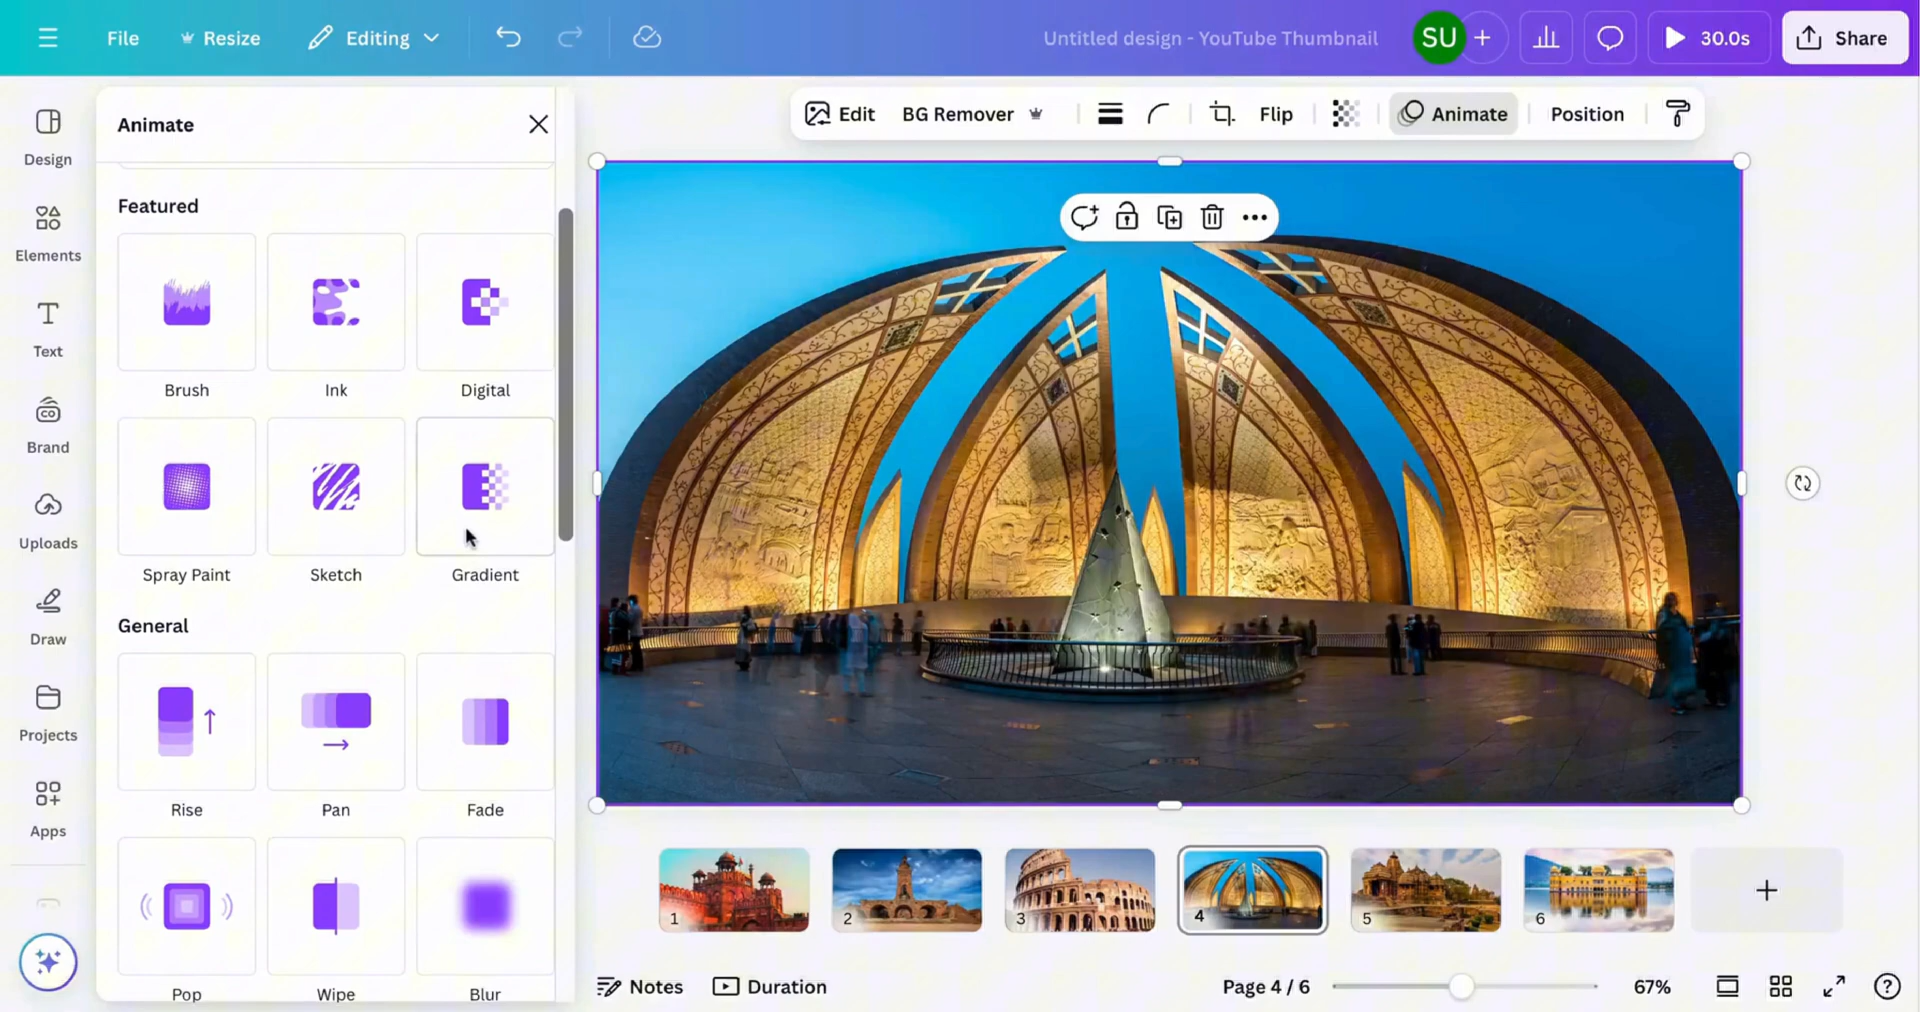 File
Resize
Editing
Untitled design - YouTube Thumbnail
SU
30.0s
Share
Design
Elements
Text
Brand
Uploads
Draw
Projects
Apps
Animate
Featured
Brush
Ink
Digital
Spray Paint
Sketch
Gradient
General
Rise
Pan
Fade
Pop
Wipe
Blur
Edit
BG Remover
Flip
Animate
Position
1
2
3
4
5
6
Notes
Duration
Page 4 / 6
67%